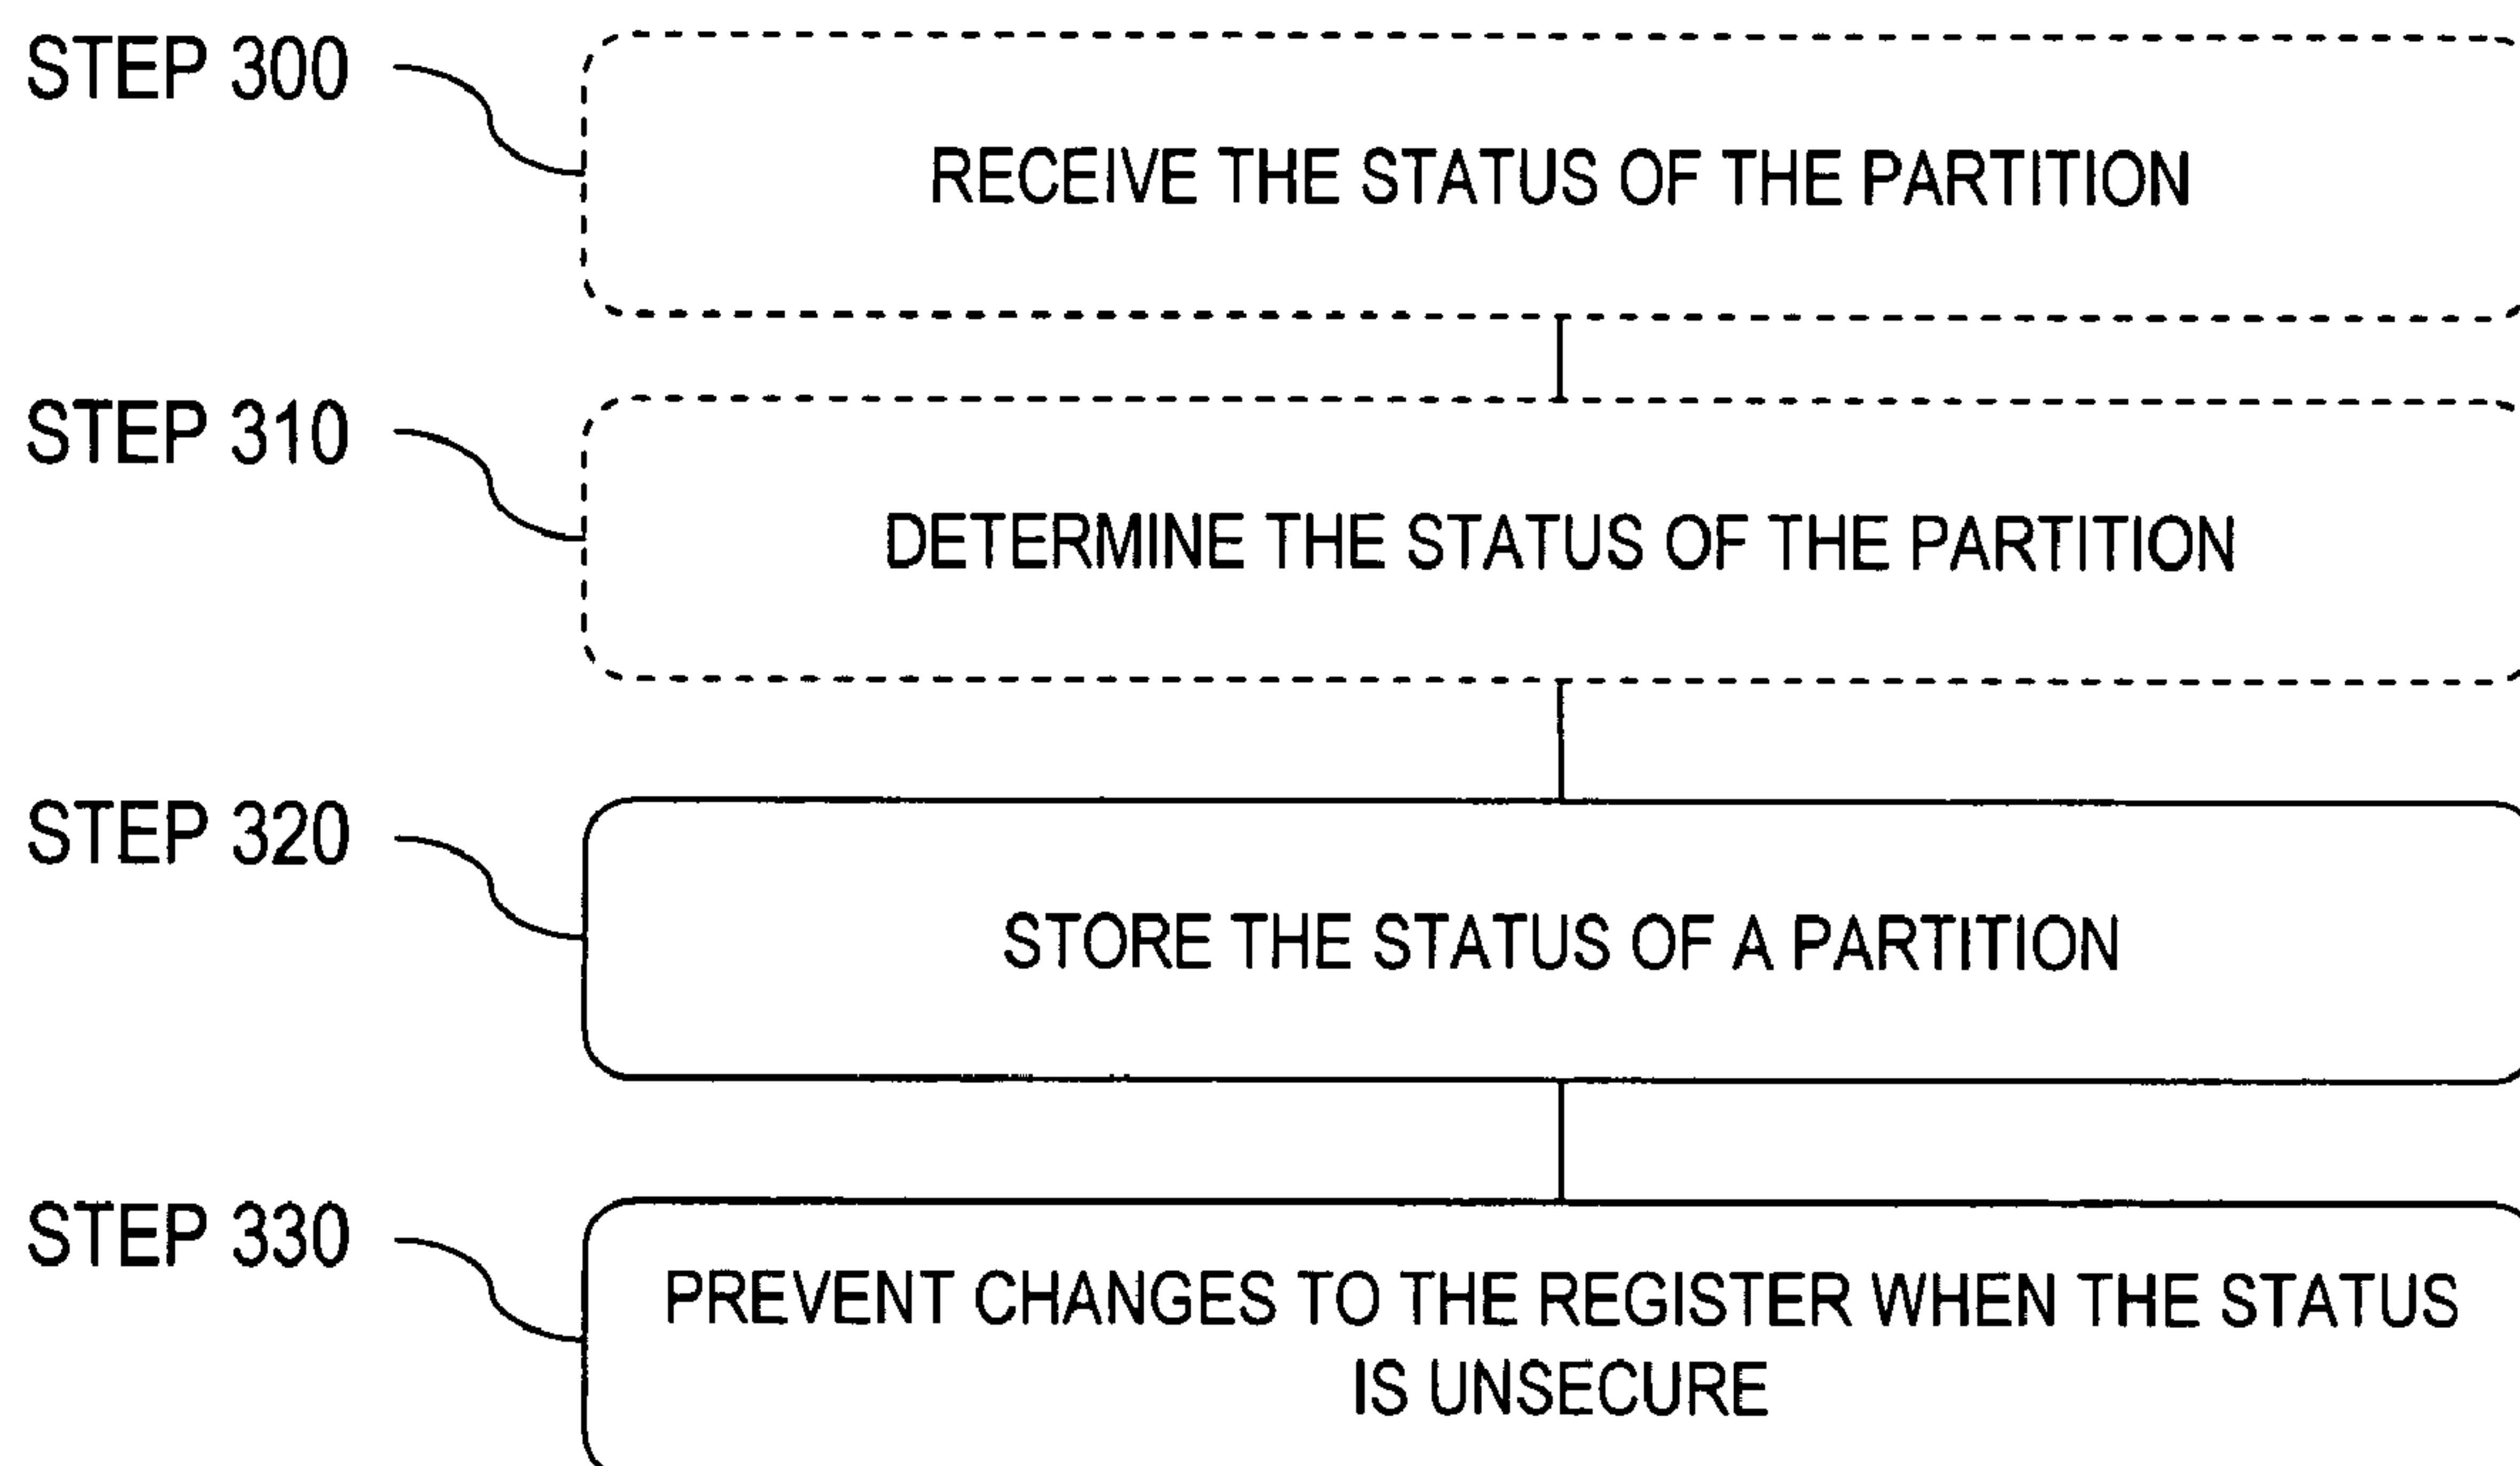 STEP 300
RECEIVE THE STATUS OF THE PARTITION
STEP 310
DETERMINE THE STATUS OF THE PARTITION
STEP 320
STORE THE STATUS OF A PARTITION
STEP 330
PREVENT CHANGES TO THE REGISTER WHEN THE STATUS
IS UNSECURE